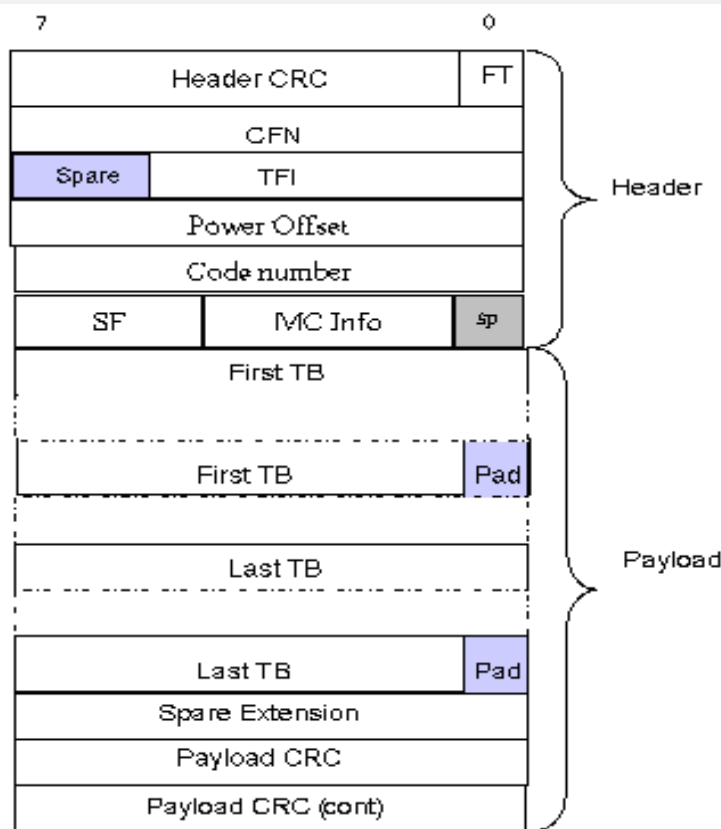 7 0
Header CRC FT
CFN
Spare TFI
Header
Power Offset
Code number
SF MC Info sp
First TB
First TB Pad
Payload
Last TB
Last TB Pad
Spare Extension
Payload CRC
Payload CRC (cont)